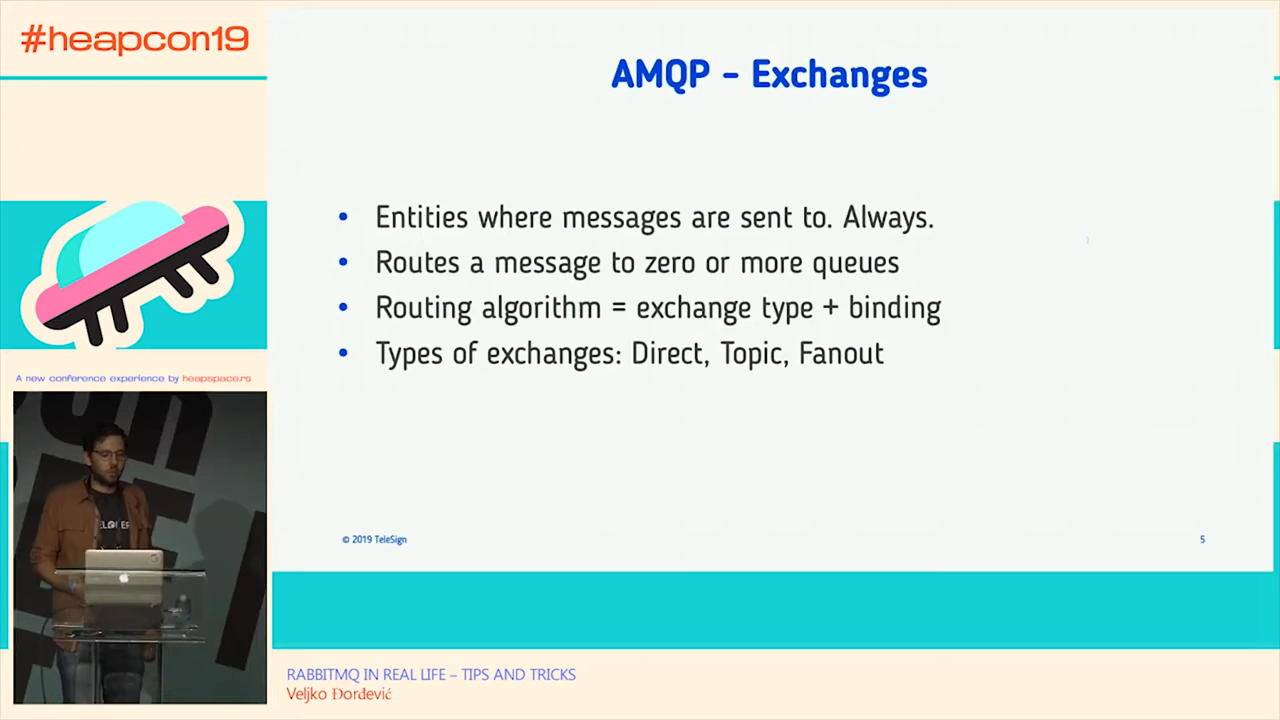 #heapcon19
A new conference experience by heapspace.rs
AMQP – Exchanges
• Entities where messages are sent to. Always.
• Routes a message to zero or more queues
• Routing algorithm = exchange type + binding
• Types of exchanges: Direct, Topic, Fanout
© 2019 TeleSign
5
RABBITMQ IN REAL LIFE – TIPS AND TRICKS
Veljko Đorđević